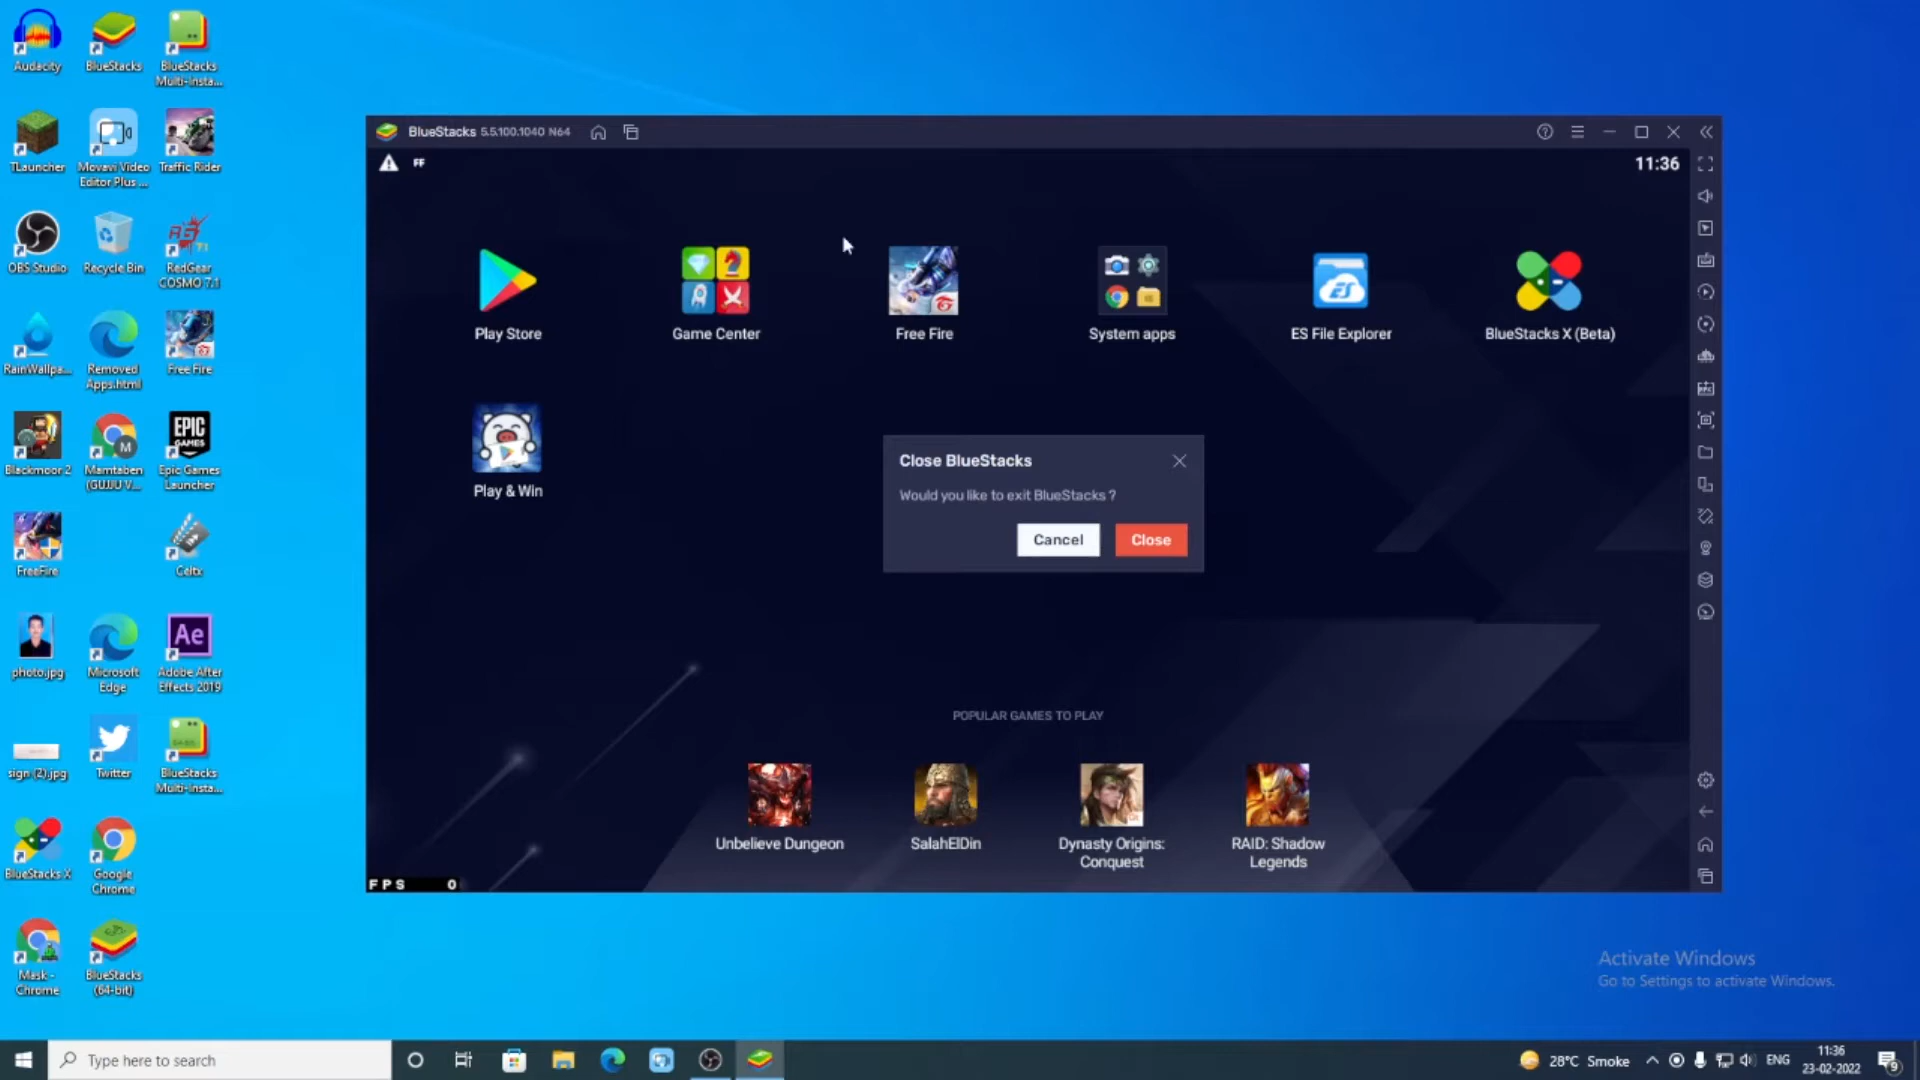 Audacity
BlueStacks
BlueStacks
Multi-Insta...
TLauncher
Movavi Video
Editor Plus ...
Traffic Rider
OBS Studio
Recycle Bin
RedGear
COSMO 7.1
RainWallpa...
Removed
Apps.html
Free Fire
Blackmoor 2
M
Mamtaben
(GUJJU V...
EPIC
GAMES
Epic Games
Launcher
FreeFire
Celtx
photo.jpg
Microsoft
Edge
Ae
Adobe After
Effects 2019
sign (2).jpg
Twitter
BlueStacks
Multi-Insta...
BlueStacks X
Google
Chrome
Mask -
Chrome
BlueStacks
(64-bit)
BlueStacks 5.5.100.1040 N64
FF
11:36
Play Store
Game Center
Free Fire
System apps
ES
ES File Explorer
BlueStacks X (Beta)
Play & Win
Close BlueStacks
Would you like to exit BlueStacks ?
Cancel
Close
POPULAR GAMES TO PLAY
Unbelieve Dungeon
SalahElDin
Dynasty Origins:
Conquest
RAID: Shadow
Legends
FPS 0
Activate Windows
Go to Settings to activate Windows.
Type here to search
28°C Smoke
ENG
11:36
23-02-2022
9